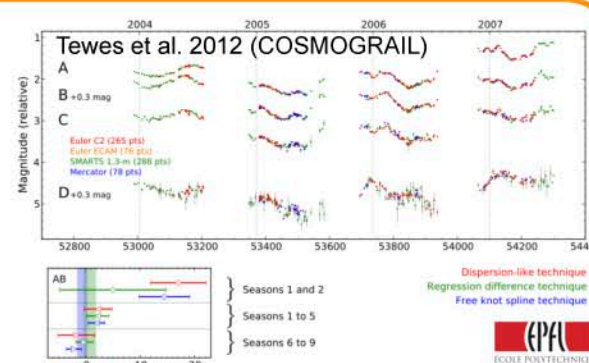 2004 2005 2006 2007
Tewes et al. 2012 (COSMOGRAIL)
Magnitude (relative)
1
2
3
4
5
A
B +0.3 mag
C
Euler C2 (265 pts)
Euler ECAM (76 pts)
SMARTS 1.3-m (288 pts)
Mercator (78 pts)
D +0.3 mag
52800 53000 53200 53400 53600 53800 54000 54200 544
AB
Seasons 1 and 2
Seasons 1 to 5
Seasons 6 to 9
Dispersion-like technique
Regression difference technique
Free knot spline technique
EPFL
ÉCOLE POLYTECHNIQUE